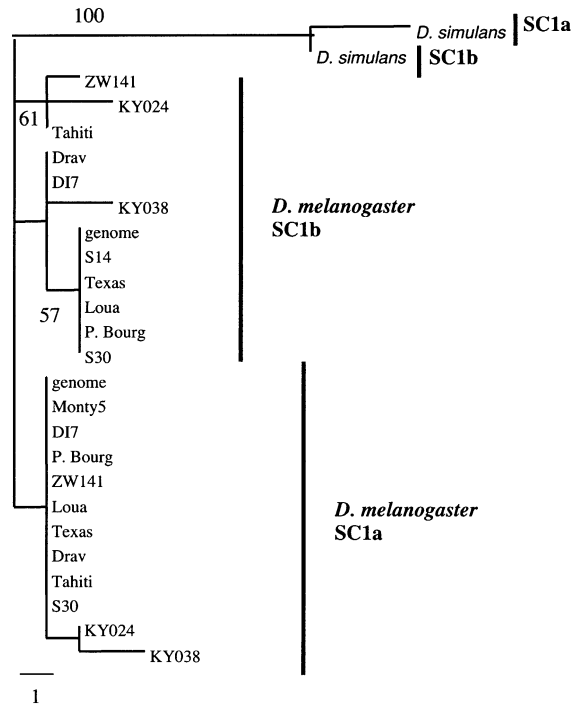 100
D. simulans SC1a
D. simulans SC1b
ZW141
KY024
61
Tahiti
Drav
DI7
KY038
D. melanogaster
SC1b
genome
S14
Texas
Loua
57
P. Bourg
S30
genome
Monty5
DI7
P. Bourg
ZW141
Loua
D. melanogaster
SC1a
Texas
Drav
Tahiti
S30
KY024
KY038
1